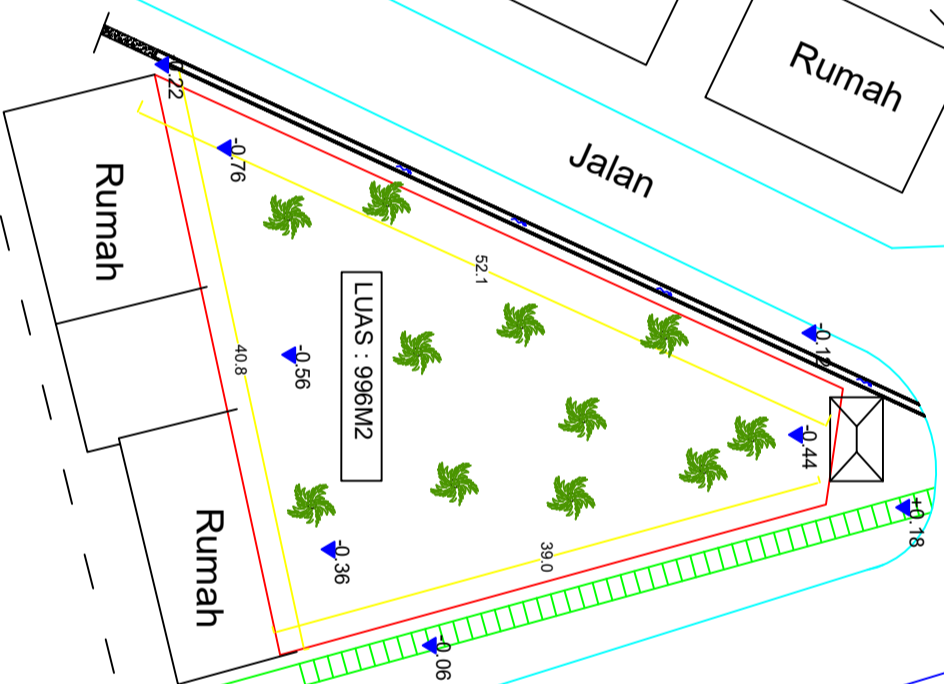 Rumah
Jalan
-0.22
-0.76
Rumah
52.1
LUAS : 996M2
-0.12
40.8
-0.56
-0.44
+0.18
Rumah
-0.36
39.0
-0.06